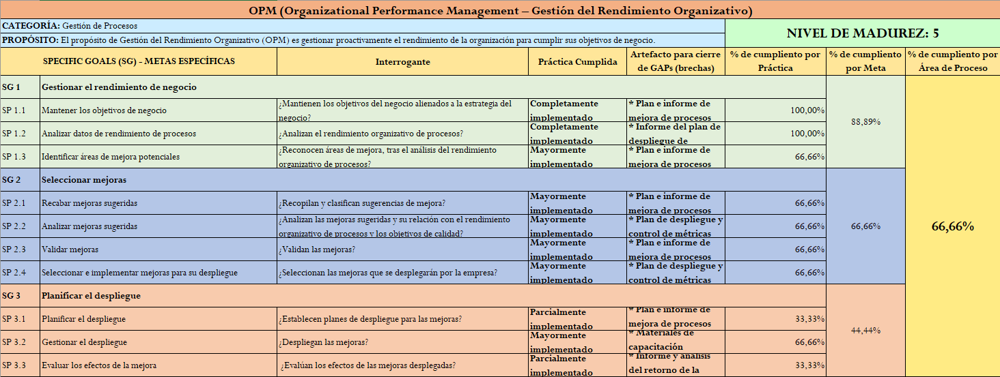 OPM (Organizational Performance Management – Gestión del Rendimiento Organizativo)
CATEGORÍA: Gestión de Procesos
PROPÓSITO: El propósito de Gestión del Rendimiento Organizativo (OPM) es gestionar proactivamente el rendimiento de la organización para cumplir sus objetivos de negocio.
NIVEL DE MADUREZ: 5
SPECIFIC GOALS (SG) - METAS ESPECÍFICAS
Interrogante
Práctica Cumplida
Artefacto para cierre
de GAPs (brechas)
% de cumpliento por
Práctica
% de cumpliento
por Meta
% de cumpliento por
Área de Proceso
SG 1 Gestionar el rendimiento de negocio
88,89%
66,66%
SP 1.1 Mantener los objetivos de negocio
¿Mantienen los objetivos del negocio alienados a la estrategia del
negocio?
Completamente
implementado
* Plan e informe de
mejora de procesos
100,00%
SP 1.2 Analizar datos de rendimiento de procesos
¿Analizan el rendimiento organizativo de procesos?
Completamente
implementado
* Informe del plan de
despliegue de
100,00%
SP 1.3 Identificar áreas de mejora potenciales
¿Reconocen áreas de mejora, tras el análisis del rendimiento
organizativo de procesos?
Mayormente
implementado
* Plan e informe de
mejora de procesos
66,66%
SG 2 Seleccionar mejoras
66,66%
SP 2.1 Recabar mejoras sugeridas
¿Recopilan y clasifican sugerencias de mejora?
Mayormente
implementado
* Plan e informe de
mejora de procesos
66,66%
SP 2.2 Analizar mejoras sugeridas
¿Analizan las mejoras sugeridas y su relación con el rendimiento
organizativo de procesos y los objetivos de calidad?
Mayormente
implementado
* Plan de despliegue y
control de métricas
66,66%
SP 2.3 Validar mejoras
¿Validan las mejoras?
Mayormente
implementado
* Plan e informe de
mejora de procesos
66,66%
SP 2.4 Seleccionar e implementar mejoras para su despliegue
¿Seleccionan las mejoras que se desplegarán por la empresa?
Mayormente
implementado
* Plan de despliegue y
control de métricas
66,66%
SG 3 Planificar el despliegue
44,44%
SP 3.1 Planificar el despliegue
¿Establecen planes de despliegue para las mejoras?
Parcialmente
implementado
* Plan e informe de
mejora de procesos
33,33%
SP 3.2 Gestionar el despliegue
¿Despliegan las mejoras?
Mayormente
implementado
* Materiales de
capacitación
66,66%
SP 3.3 Evaluar los efectos de la mejora
¿Evalúan los efectos de las mejoras desplegadas?
Parcialmente
implementado
* Informe y análisis
del retorno de la
33,33%